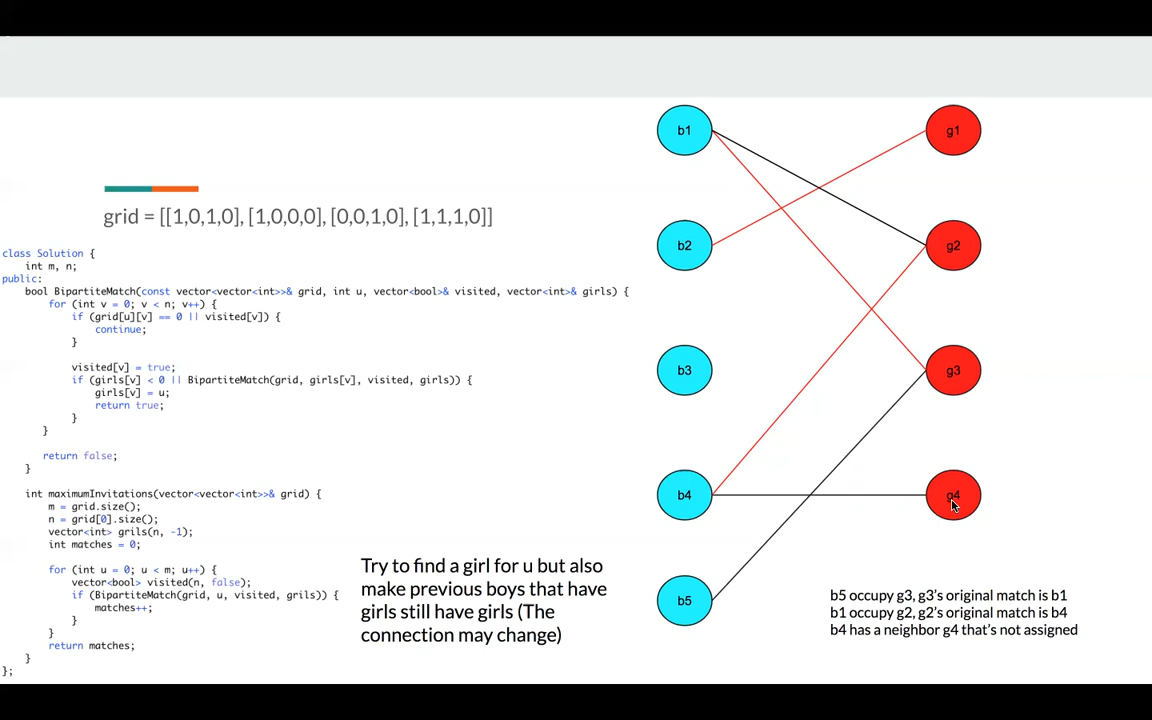 grid = [[1,0,1,0], [1,0,0,0], [0,0,1,0], [1,1,1,0]]
class Solution {
    int m, n;
public:
    bool BipartiteMatch(const vector<vector<int>>& grid, int u, vector<bool>& visited, vector<int>& girls) {
        for (int v = 0; v < n; v++) {
            if (grid[u][v] == 0 || visited[v]) {
                continue;
            }
            visited[v] = true;
            if (girls[v] < 0 || BipartiteMatch(grid, girls[v], visited, girls)) {
                girls[v] = u;
                return true;
            }
        }
        return false;
    }
    int maximumInvitations(vector<vector<int>>& grid) {
        m = grid.size();
        n = grid[0].size();
        vector<int> grils(n, -1);
        int matches = 0;
        for (int u = 0; u < m; u++) {
            vector<bool> visited(n, false);
            if (BipartiteMatch(grid, u, visited, grils)) {
                matches++;
            }
        }
        return matches;
    }
};
Try to find a girl for u but also
make previous boys that have
girls still have girls (The
connection may change)
b1
g1
b2
g2
b3
g3
b4
g4
b5
b5 occupy g3, g3's original match is b1
b1 occupy g2, g2's original match is b4
b4 has a neighbor g4 that's not assigned